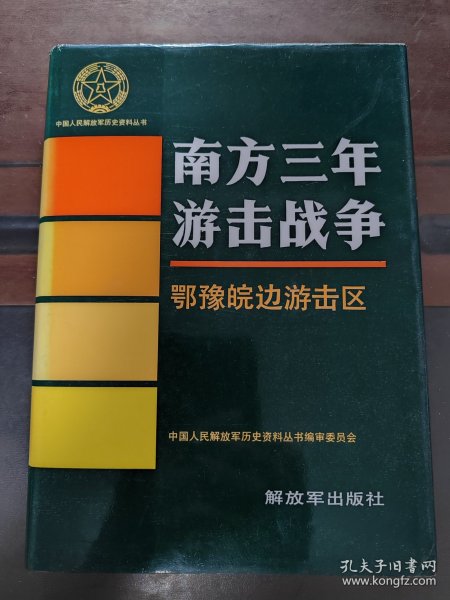 中国人民解放军历史资料丛书
南方三年
游击战争
鄂豫皖边游击区
中国人民解放军历史资料丛书编审委员会
解放军出版社
孔夫子旧书网
www.kongfz.com